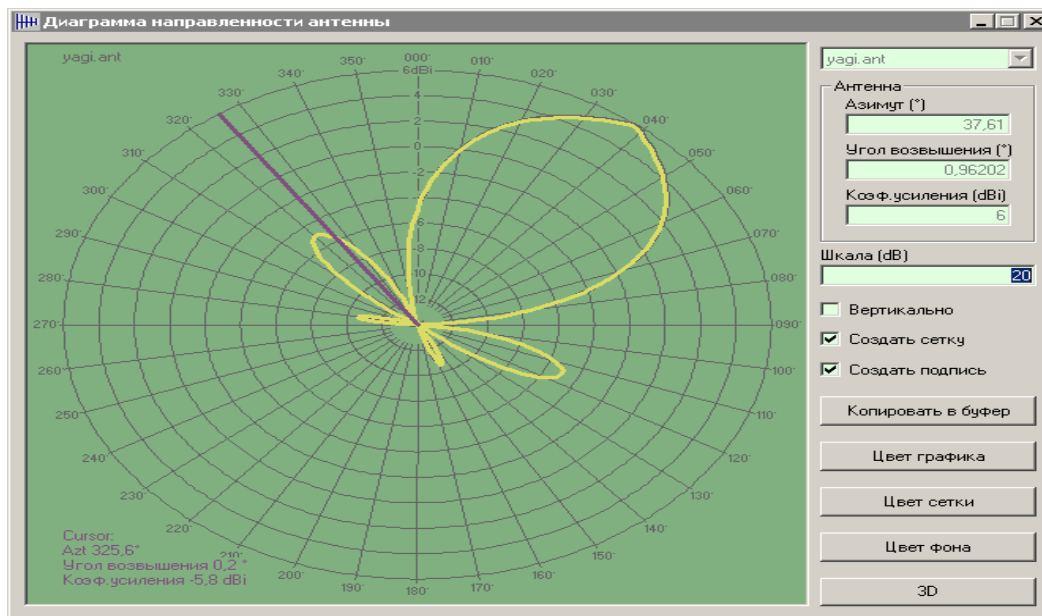 Диаграмма направленности антенны
yagi.ant
000·
6dBi
4
2
0
-2
-4
-6
-8
-10
-12
010·
020·
030·
040·
050·
060·
070·
080·
090·
100·
110·
120·
130·
140·
150·
160·
170·
180·
190·
200·
210·
220·
230·
240·
250·
260·
270·
280·
290·
300·
310·
320·
330·
340·
350·
Cursor:
Azt 325,6°
Угол возвышения 0,2 °
Коэф.усиления -5,8 dBi
yagi.ant
Антенна
Азимут (°)
37,61
Угол возвышения (°)
0,96202
Коэф.усиления (dBi)
6
Шкала (dB)
20
Вертикально
Создать сетку
Создать подпись
Копировать в буфер
Цвет графика
Цвет сетки
Цвет фона
3D